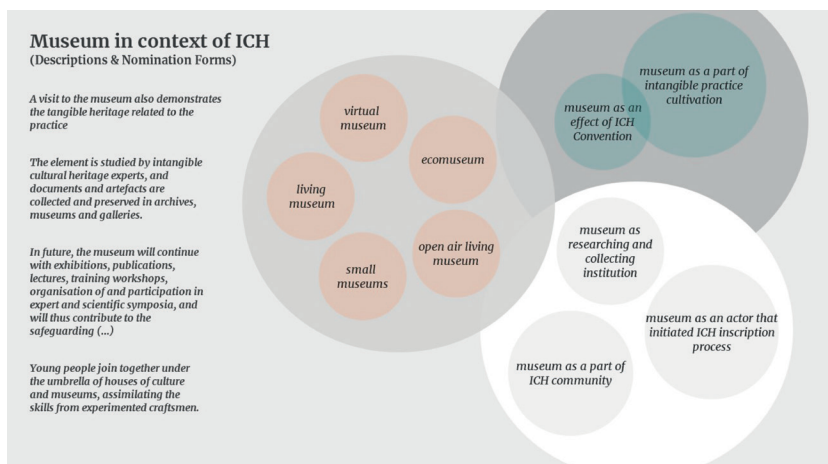 Museum in context of ICH
(Descriptions & Nomination Forms)
A visit to the museum also demonstrates
the tangible heritage related to the
practice
The element is studied by intangible
cultural heritage experts, and
documents and artefacts are
collected and preserved in archives,
museums and galleries.
In future, the museum will continue
with exhibitions, publications,
lectures, training workshops,
organisation of and participation in
expert and scientific symposia, and
will thus contribute to the
safeguarding (...)
Young people join together under
the umbrella of houses of culture
and museums, assimilating the
skills from experimented craftsmen.
virtual
museum
ecomuseum
living
museum
open air living
museum
small
museums
museum as a part of
intangible practice
cultivation
museum as an
effect of ICH
Convention
museum as
researching and
collecting
institution
museum as an actor that
initiated ICH inscription
process
museum as a part of
ICH community